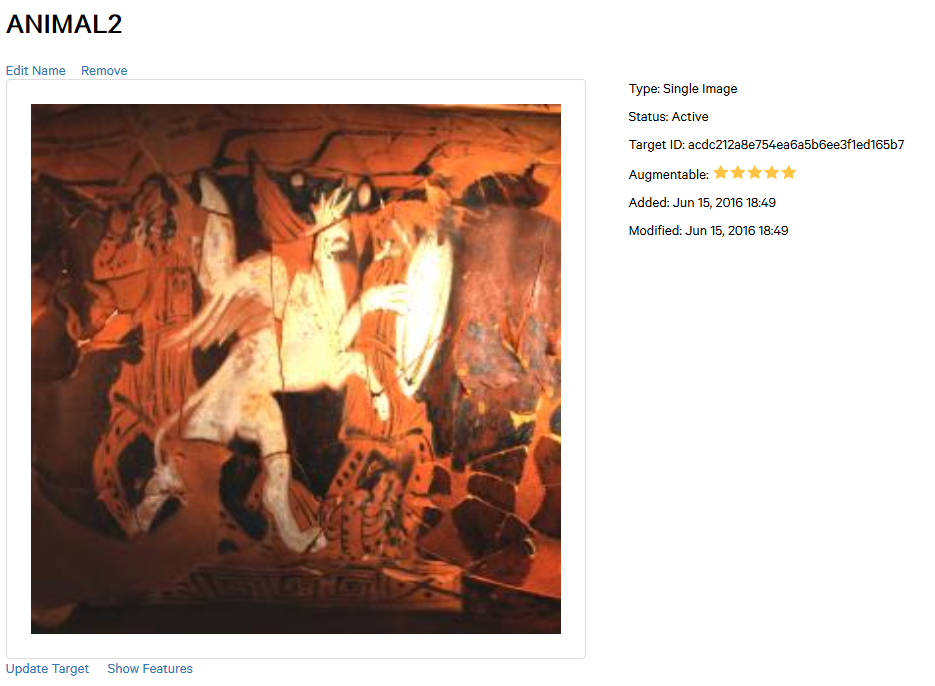 ANIMAL2
Edit Name Remove
Type: Single Image
Status: Active
Target ID: acdc212a8e754ea6a5b6ee3f1ed165b7
Augmentable:
Added: Jun 15, 2016 18:49
Modified: Jun 15, 2016 18:49
Update Target Show Features